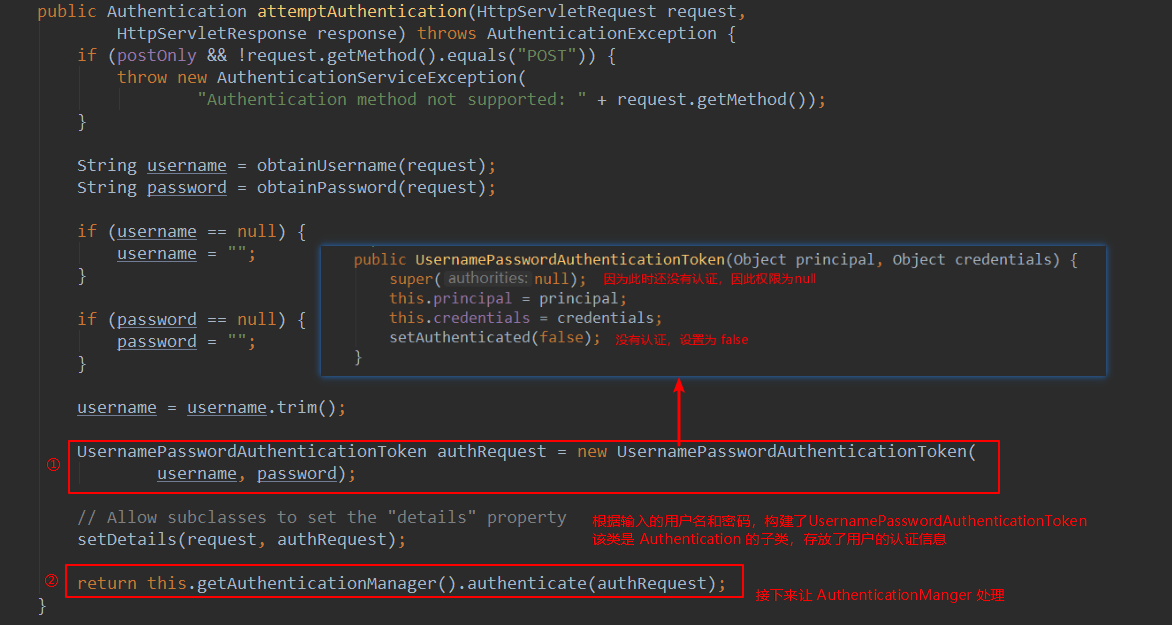 public Authentication attemptAuthentication(HttpServletRequest request,
HttpServletResponse response) throws AuthenticationException {
if (postOnly && !request.getMethod().equals("POST")) {
throw new AuthenticationServiceException(
"Authentication method not supported: " + request.getMethod());
}
String username = obtainUsername(request);
String password = obtainPassword(request);
if (username == null) {
username = "";
}
if (password == null) {
password = "";
}
public UsernamePasswordAuthenticationToken(Object principal, Object credentials) {
super( authorities: null); 因为此时还没有认证，因此权限为null
this.principal = principal;
this.credentials = credentials;
setAuthenticated(false); 没有认证，设置为 false
}
username = username.trim();
① UsernamePasswordAuthenticationToken authRequest = new UsernamePasswordAuthenticationToken(
username, password);
// Allow subclasses to set the "details" property
setDetails(request, authRequest);
根据输入的用户名和密码，构建了UsernamePasswordAuthenticationToken
该类是 Authentication 的子类，存放了用户的认证信息
② return this.getAuthenticationManager().authenticate(authRequest);
接下来让 AuthenticationManger 处理
}